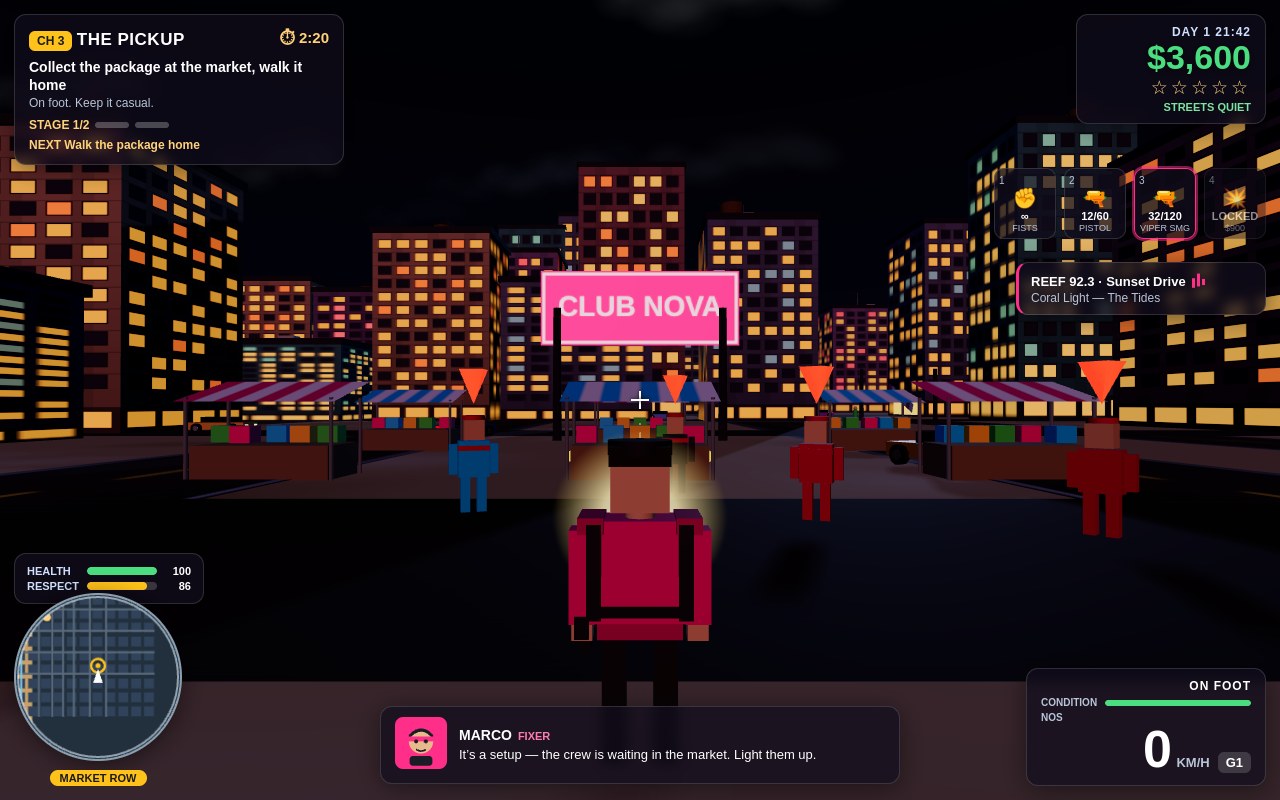 CH 3 THE PICKUP
2:20
Collect the package at the market, walk it
home
On foot. Keep it casual.
STAGE 1/2
NEXT Walk the package home
DAY 1 21:42
$3,600
STREETS QUIET
1
∞
FISTS
2
12/60
PISTOL
3
32/120
VIPER SMG
4
LOCKED
$900
REEF 92.3 · Sunset Drive
Coral Light — The Tides
CLUB NOVA
HEALTH 100
RESPECT 86
MARKET ROW
MARCO FIXER
It's a setup — the crew is waiting in the market. Light them up.
ON FOOT
CONDITION
NOS
0 KM/H G1